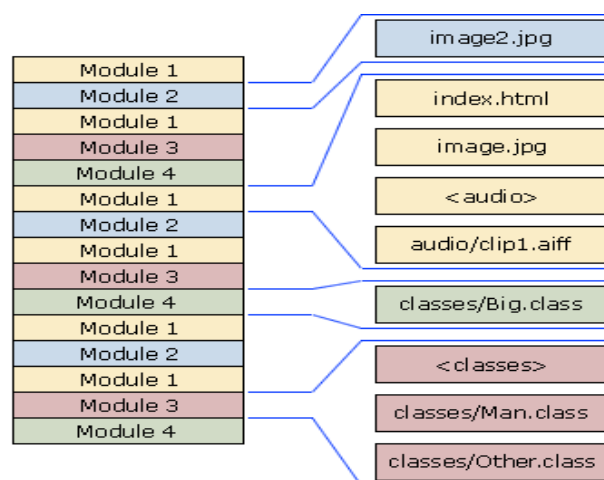 Module 1
Module 2
Module 1
Module 3
Module 4
Module 1
Module 2
Module 1
Module 3
Module 4
Module 1
Module 2
Module 1
Module 3
Module 4
image2.jpg
index.html
image.jpg
<audio>
audio/clip1.aiff
classes/Big.class
<classes>
classes/Man.class
classes/Other.class